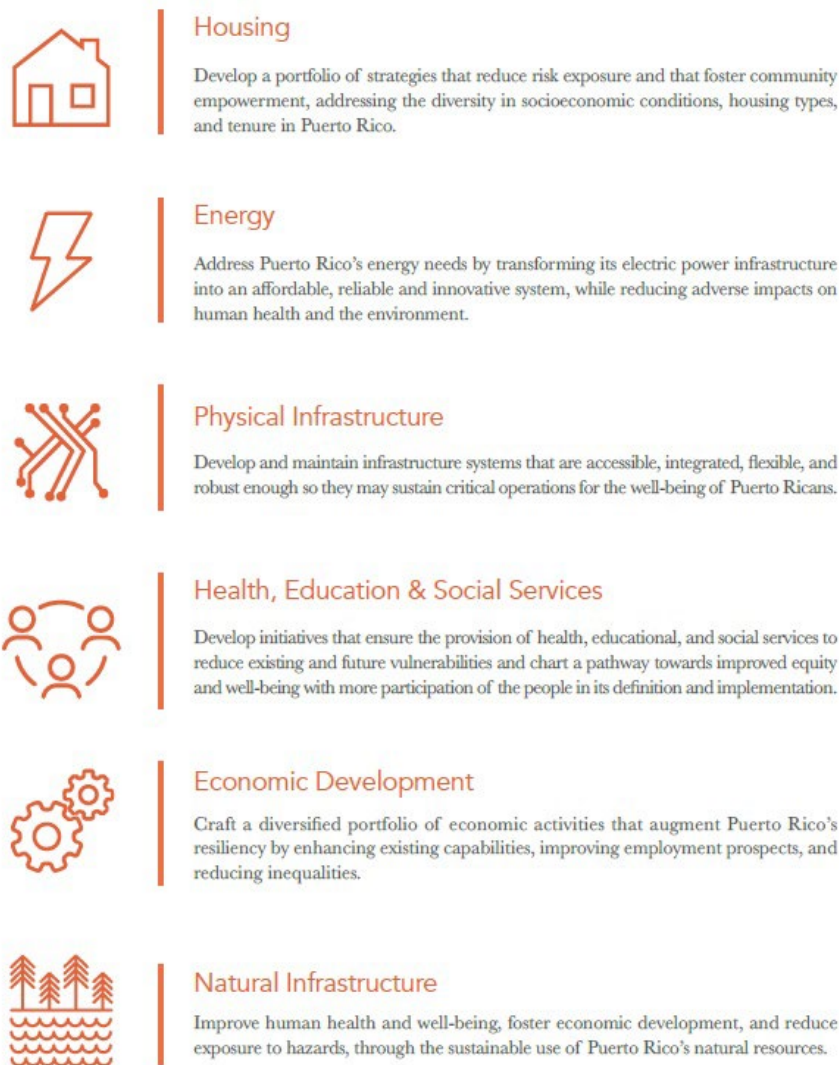 Housing
Develop a portfolio of strategies that reduce risk exposure and that foster community
empowerment, addressing the diversity in socioeconomic conditions, housing types,
and tenure in Puerto Rico.
Energy
Address Puerto Rico's energy needs by transforming its electric power infrastructure
into an affordable, reliable and innovative system, while reducing adverse impacts on
human health and the environment.
Physical Infrastructure
Develop and maintain infrastructure systems that are accessible, integrated, flexible, and
robust enough so they may sustain critical operations for the well-being of Puerto Ricans.
Health, Education & Social Services
Develop initiatives that ensure the provision of health, educational, and social services to
reduce existing and future vulnerabilities and chart a pathway towards improved equity
and well-being with more participation of the people in its definition and implementation.
Economic Development
Craft a diversified portfolio of economic activities that augment Puerto Rico's
resiliency by enhancing existing capabilities, improving employment prospects, and
reducing inequalities.
Natural Infrastructure
Improve human health and well-being, foster economic development, and reduce
exposure to hazards, through the sustainable use of Puerto Rico's natural resources.